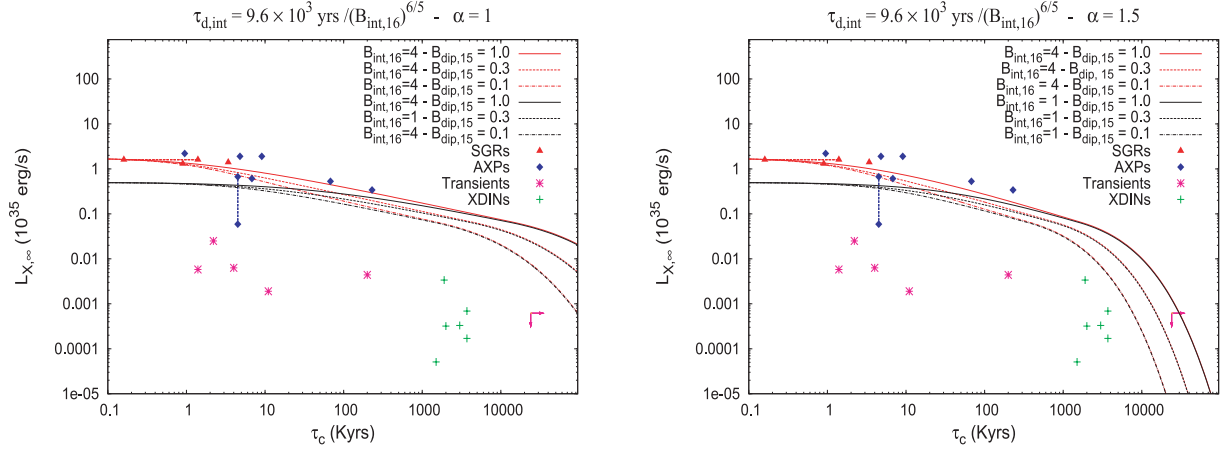 τd,int = 9.6 × 10³ yrs /(Bint,16)^6/5 - α = 1
Bint,16=4 - Bdip,15 = 1.0
Bint,16=4 - Bdip,15 = 0.3
Bint,16=4 - Bdip,15 = 0.1
Bint,16=4 - Bdip,15 = 1.0
Bint,16=1 - Bdip,15 = 0.3
Bint,16=4 - Bdip,15 = 0.1
SGRs
AXPs
Transients
XDINs
100
10
1
0.1
0.01
0.001
0.0001
1e-05
LX,∞ (10³⁵ erg/s)
0.1 1 10 100 1000 10000
τc (Kyrs)
τd,int = 9.6 × 10³ yrs /(Bint,16)^6/5 - α = 1.5
Bint,16=4 - Bdip,15 = 1.0
Bint,16=4 - Bdip, 15 = 0.3
Bint,16= 4 - Bdip,15 = 0.1
Bint,16= 1 - Bdip,15 = 1.0
Bint,16=1 - Bdip,15 = 0.3
Bint,16=1 - Bdip,15 = 0.1
SGRs
AXPs
Transients
XDINs
100
10
1
0.1
0.01
0.001
0.0001
1e-05
LX,∞ (10³⁵ erg/s)
0.1 1 10 100 1000 10000
τc (Kyrs)